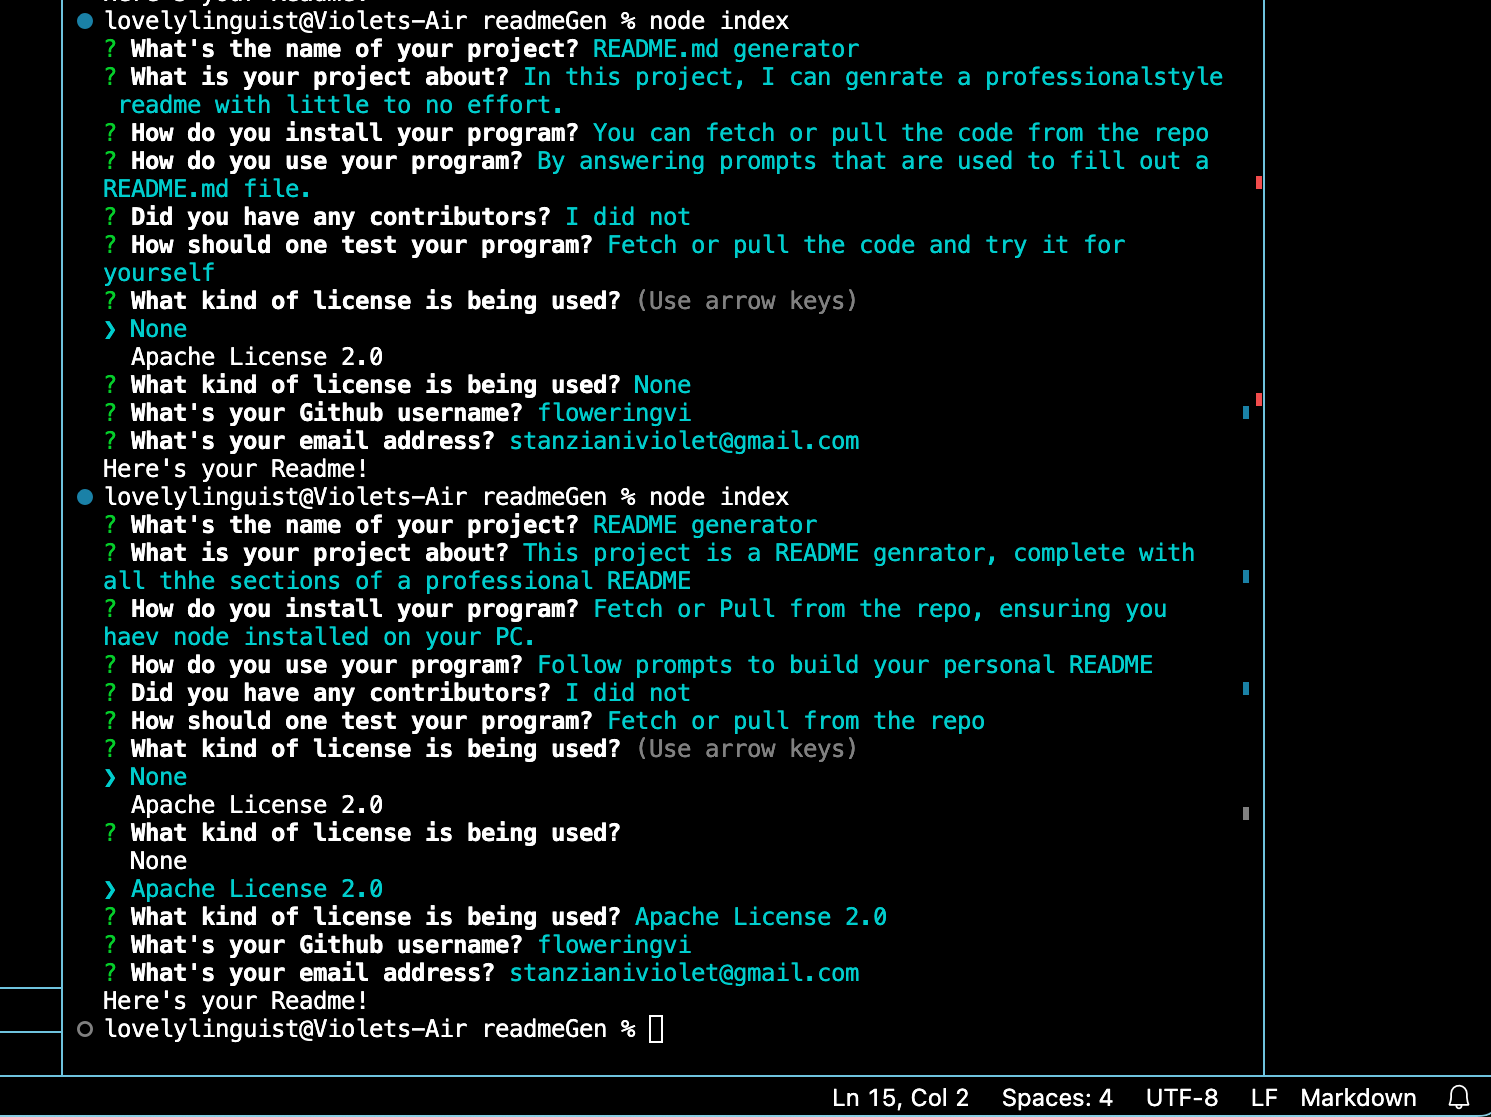 lovelylinguist@Violets-Air readmeGen % node index
? What's the name of your project? README.md generator
? What is your project about? In this project, I can genrate a professionalstyle
readme with little to no effort.
? How do you install your program? You can fetch or pull the code from the repo
? How do you use your program? By answering prompts that are used to fill out a
README.md file.
? Did you have any contributors? I did not
? How should one test your program? Fetch or pull the code and try it for
yourself
? What kind of license is being used? (Use arrow keys)
❯ None
Apache License 2.0
? What kind of license is being used? None
? What's your Github username? floweringvi
? What's your email address? stanzianiviolet@gmail.com
Here's your Readme!
lovelylinguist@Violets-Air readmeGen % node index
? What's the name of your project? README generator
? What is your project about? This project is a README genrator, complete with
all thhe sections of a professional README
? How do you install your program? Fetch or Pull from the repo, ensuring you
haev node installed on your PC.
? How do you use your program? Follow prompts to build your personal README
? Did you have any contributors? I did not
? How should one test your program? Fetch or pull from the repo
? What kind of license is being used? (Use arrow keys)
❯ None
Apache License 2.0
? What kind of license is being used?
None
❯ Apache License 2.0
? What kind of license is being used? Apache License 2.0
? What's your Github username? floweringvi
? What's your email address? stanzianiviolet@gmail.com
Here's your Readme!
lovelylinguist@Violets-Air readmeGen %
Ln 15, Col 2 Spaces: 4 UTF-8 LF Markdown